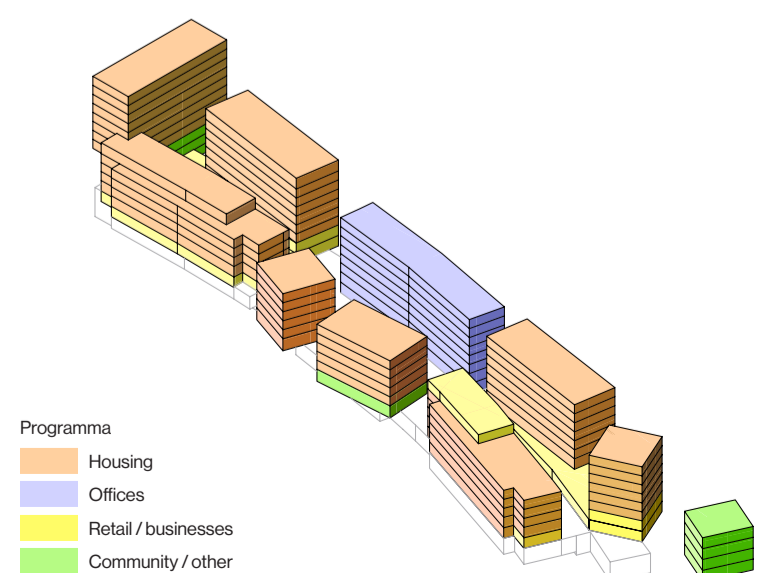 Programma
Housing
Offices
Retail / businesses
Community / other